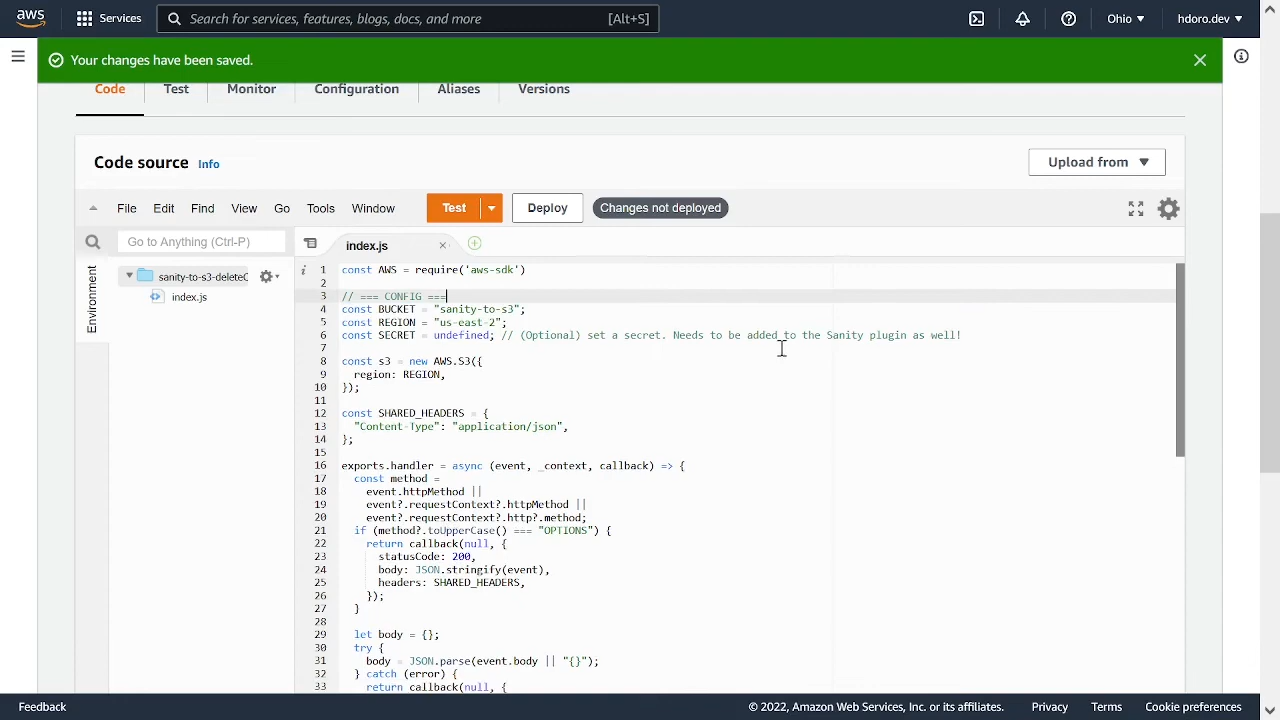 aws
Services
Search for services, features, blogs, docs, and more
[Alt+S]
Ohio
hdoro.dev
Your changes have been saved.
Code
Test
Monitor
Configuration
Aliases
Versions
Code source
Info
Upload from
File
Edit
Find
View
Go
Tools
Window
Test
Deploy
Changes not deployed
Go to Anything (Ctrl-P)
index.js
Environment
sanity-to-s3-delete
index.js
1 const AWS = require('aws-sdk')
2
3 // === CONFIG ===
4 const BUCKET = "sanity-to-s3";
5 const REGION = "us-east-2";
6 const SECRET = undefined; // (Optional) set a secret. Needs to be added to the Sanity plugin as well!
7
8 const s3 = new AWS.S3({
9 region: REGION,
10 });
11
12 const SHARED_HEADERS = {
13 "Content-Type": "application/json",
14 };
15
16 exports.handler = async (event, _context, callback) => {
17 const method =
18 event.httpMethod ||
19 event?.requestContext?.httpMethod ||
20 event?.requestContext?.http?.method;
21 if (method?.toUpperCase() === "OPTIONS") {
22 return callback(null, {
23 statusCode: 200,
24 body: JSON.stringify(event),
25 headers: SHARED_HEADERS,
26 });
27 }
28
29 let body = {};
30 try {
31 body = JSON.parse(event.body || "{}");
32 } catch (error) {
33 return callback(null, {
Feedback
© 2022, Amazon Web Services, Inc. or its affiliates.
Privacy
Terms
Cookie preferences